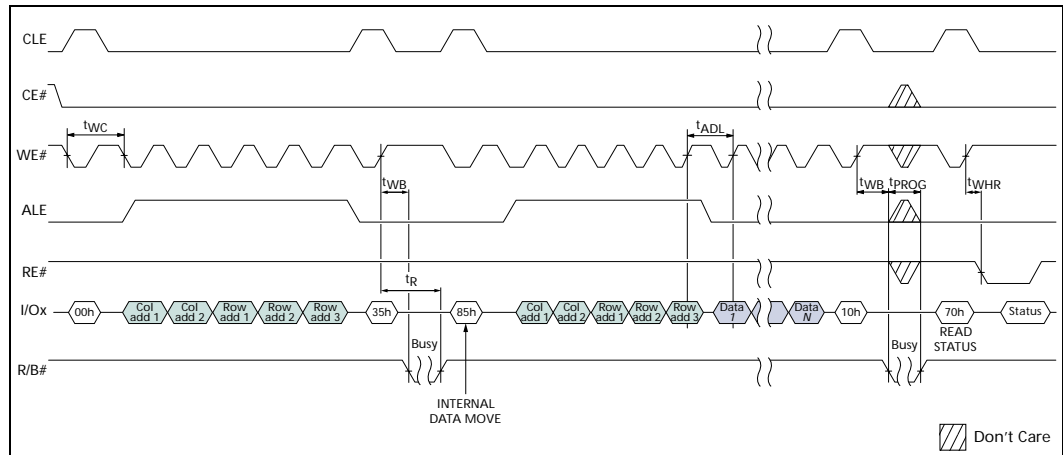 CLE
CE#
tWC
tADL
WE#
tWB
tWB tPROG
tWHR
ALE
RE#
tR
I/Ox
00h Col add 1 Col add 2 Row add 1 Row add 2 Row add 3 35h 85h Col add 1 Col add 2 Row add 1 Row add 2 Row add 3 Data 1 Data N 10h 70h Status
READ STATUS
Busy
Busy
R/B#
INTERNAL
DATA MOVE
Don't Care